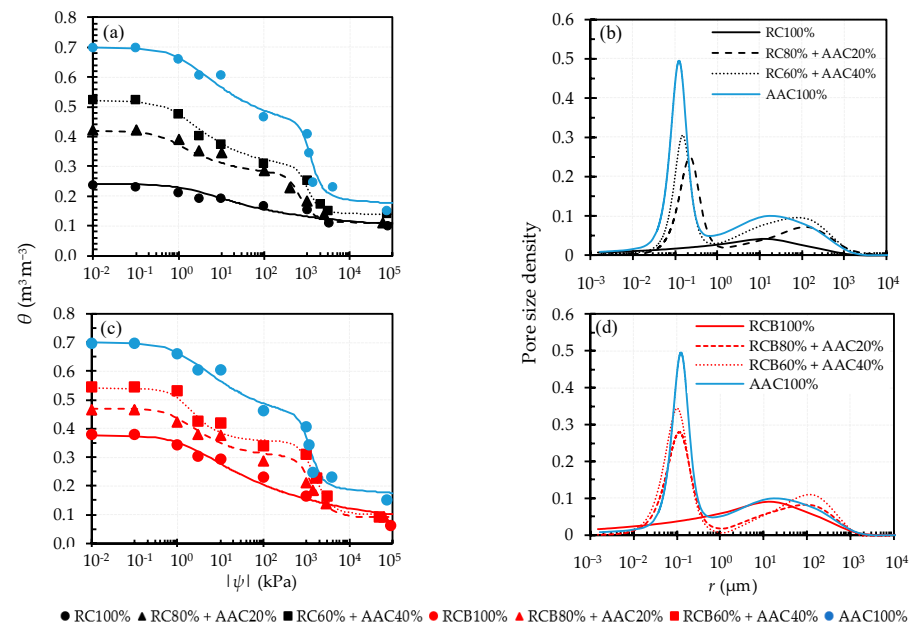 θ (m³ m⁻³)
(a)
0.8
0.7
0.6
0.5
0.4
0.3
0.2
0.1
0.0
10⁻² 10⁻¹ 10⁰ 10¹ 10² 10³ 10⁴ 10⁵
Pore size density
(b)
RC100%
RC80% + AAC20%
RC60% + AAC40%
AAC100%
0.6
0.5
0.4
0.3
0.2
0.1
0.0
10⁻³ 10⁻² 10⁻¹ 10⁰ 10¹ 10² 10³ 10⁴
(c)
0.8
0.7
0.6
0.5
0.4
0.3
0.2
0.1
0.0
10⁻² 10⁻¹ 10⁰ 10¹ 10² 10³ 10⁴ 10⁵
|ψ| (kPa)
(d)
RCB100%
RCB80% + AAC20%
RCB60% + AAC40%
AAC100%
0.6
0.5
0.4
0.3
0.2
0.1
0.0
10⁻³ 10⁻² 10⁻¹ 10⁰ 10¹ 10² 10³ 10⁴
r (µm)
RC100% RC80% + AAC20% RC60% + AAC40% RCB100% RCB80% + AAC20% RCB60% + AAC40% AAC100%